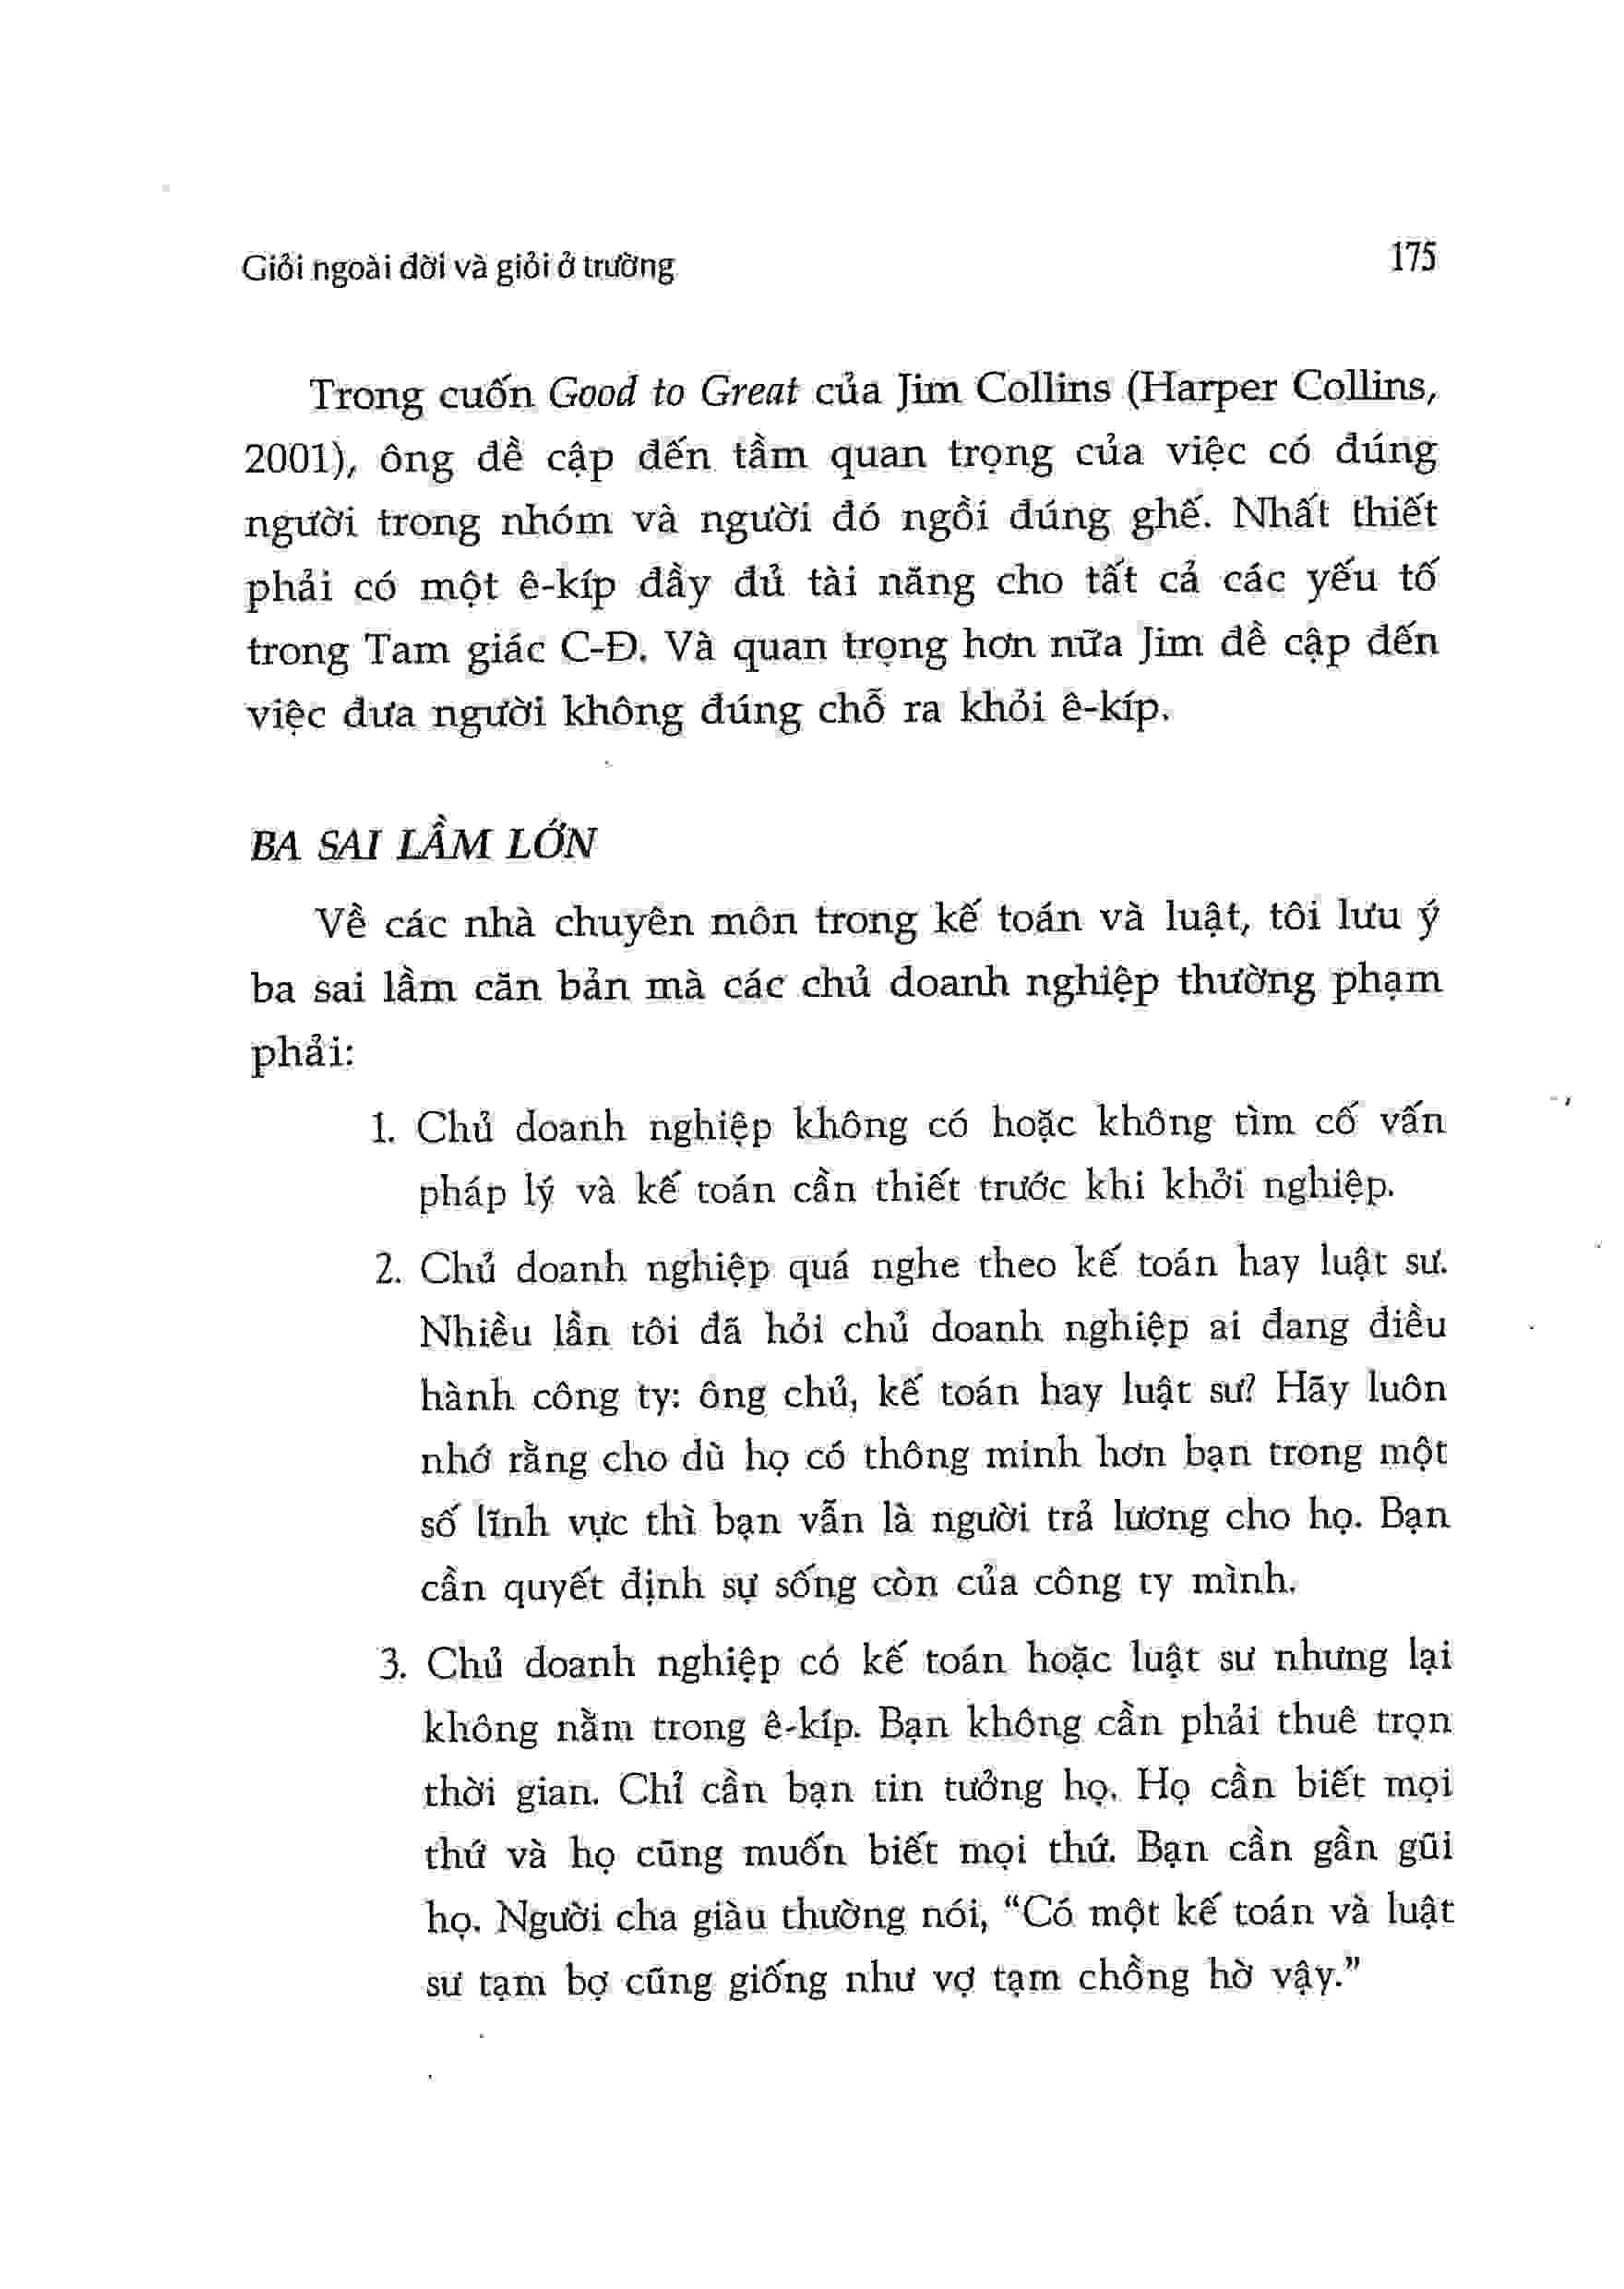 Giỏi ngoài đời và giỏi ở trường 175
Trong cuốn Good to Great của Jim Collins (Harper Collins,
2001), ông đề cập đến tầm quan trọng của việc có đúng
người trong nhóm và người đó ngồi đúng ghế. Nhất thiết
phải có một ê-kíp đầy đủ tài năng cho tất cả các yếu tố
trong Tam giác C-Đ. Và quan trọng hơn nữa Jim đề cập đến
việc đưa người không đúng chỗ ra khỏi ê-kíp.
BA SAI LẦM LỚN
Về các nhà chuyên môn trong kế toán và luật, tôi lưu ý
ba sai lầm căn bản mà các chủ doanh nghiệp thường phạm
phải:
1. Chủ doanh nghiệp không có hoặc không tìm cố vấn
pháp lý và kế toán cần thiết trước khi khởi nghiệp.
2. Chủ doanh nghiệp quá nghe theo kế toán hay luật sư.
Nhiều lần tôi đã hỏi chủ doanh nghiệp ai đang điều
hành công ty: ông chủ, kế toán hay luật sư? Hãy luôn
nhớ rằng cho dù họ có thông minh hơn bạn trong một
số lĩnh vực thì bạn vẫn là người trả lương cho họ. Bạn
cần quyết định sự sống còn của công ty mình.
3. Chủ doanh nghiệp có kế toán hoặc luật sư nhưng lại
không nằm trong ê-kíp. Bạn không cần phải thuê trọn
thời gian. Chỉ cần bạn tin tưởng họ. Họ cần biết mọi
thứ và họ cũng muốn biết mọi thứ. Bạn cần gần gũi
họ. Người cha giàu thường nói, “Có một kế toán và luật
sư tạm bợ cũng giống như vợ tạm chồng hờ vậy.”